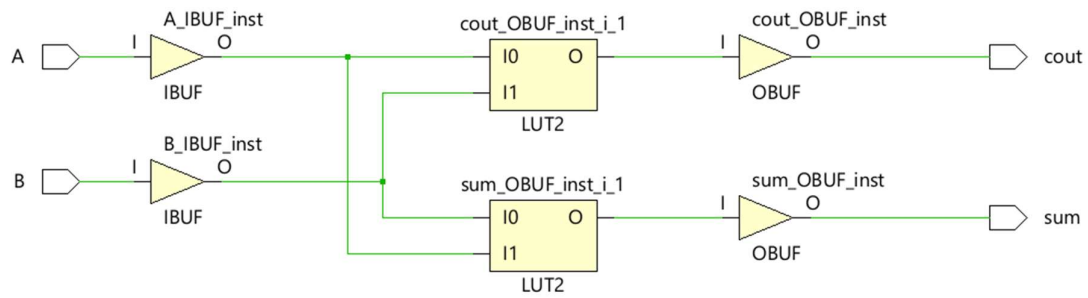 A_IBUF_inst
cout_OBUF_inst_i_1
cout_OBUF_inst
A
I
O
I0
O
I
O
cout
I1
IBUF
OBUF
LUT2
B_IBUF_inst
B
I
O
sum_OBUF_inst_i_1
sum_OBUF_inst
IBUF
I0
O
I
O
sum
I1
OBUF
LUT2